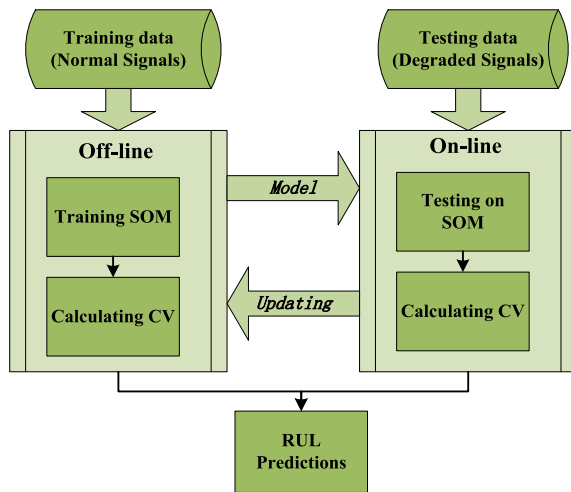 Training data
(Normal Signals)
Testing data
(Degraded Signals)
Off-line
Training SOM
Calculating CV
Model
Updating
On-line
Testing on
SOM
Calculating CV
RUL
Predictions